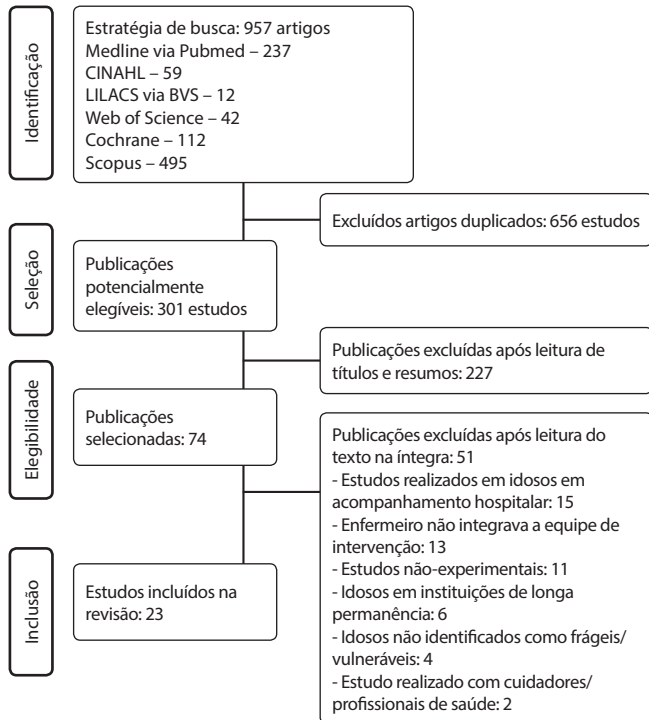 Identificação
Estratégia de busca: 957 artigos
Medline via Pubmed – 237
CINAHL – 59
LILACS via BVS – 12
Web of Science – 42
Cochrane – 112
Scopus – 495
Excluídos artigos duplicados: 656 estudos
Seleção
Publicações
potencialmente
elegíveis: 301 estudos
Publicações excluídas após leitura de
títulos e resumos: 227
Elegibilidade
Publicações
selecionadas: 74
Publicações excluídas após leitura do
texto na íntegra: 51
- Estudos realizados em idosos em
acompanhamento hospitalar: 15
- Enfermeiro não integrava a equipe de
intervenção: 13
- Estudos não-experimentais: 11
- Idosos em instituições de longa
permanência: 6
- Idosos não identificados como frágeis/
vulneráveis: 4
- Estudo realizado com cuidadores/
profissionais de saúde: 2
Inclusão
Estudos incluídos na
revisão: 23